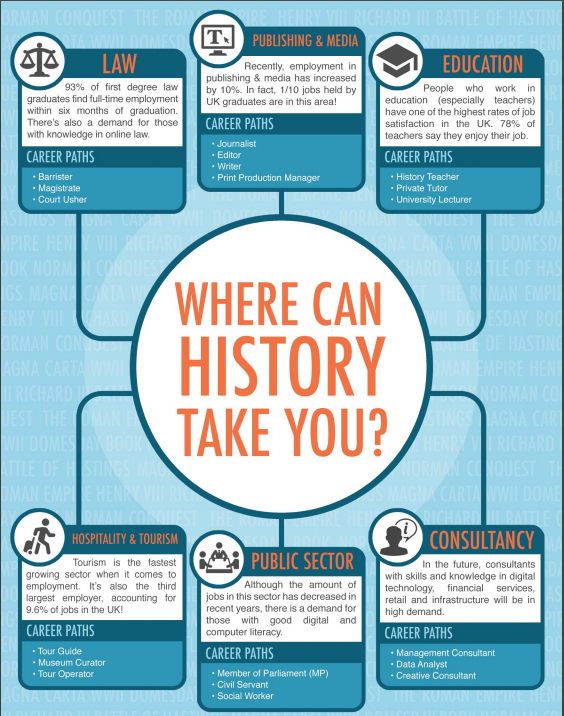 LAW
93% of first degree law
graduates find full-time employment
within six months of graduation.
There's also a demand for those
with knowledge in online law.
CAREER PATHS
• Barrister
• Magistrate
• Court Usher
T
PUBLISHING & MEDIA
Recently, employment in
publishing & media has increased
by 10%. In fact, 1/10 jobs held by
UK graduates are in this area!
CAREER PATHS
• Journalist
• Editor
• Writer
• Print Production Manager
EDUCATION
People who work in
education (especially teachers)
have one of the highest rates of job
satisfaction in the UK. 78% of
teachers say they enjoy their job.
CAREER PATHS
• History Teacher
• Private Tutor
• University Lecturer
WHERE CAN
HISTORY
TAKE YOU?
HOSPITALITY & TOURISM
Tourism is the fastest
growing sector when it comes to
employment. It's also the third
largest employer, accounting for
9.6% of jobs in the UK!
CAREER PATHS
• Tour Guide
• Museum Curator
• Tour Operator
PUBLIC SECTOR
Although the amount of
jobs in this sector has decreased in
recent years, there is a demand for
those with good digital and
computer literacy.
CAREER PATHS
• Member of Parliament (MP)
• Civil Servant
• Social Worker
i
CONSULTANCY
In the future, consultants
with skills and knowledge in digital
technology, financial services,
retail and infrastructure will be in
high demand.
CAREER PATHS
• Management Consultant
• Data Analyst
• Creative Consultant